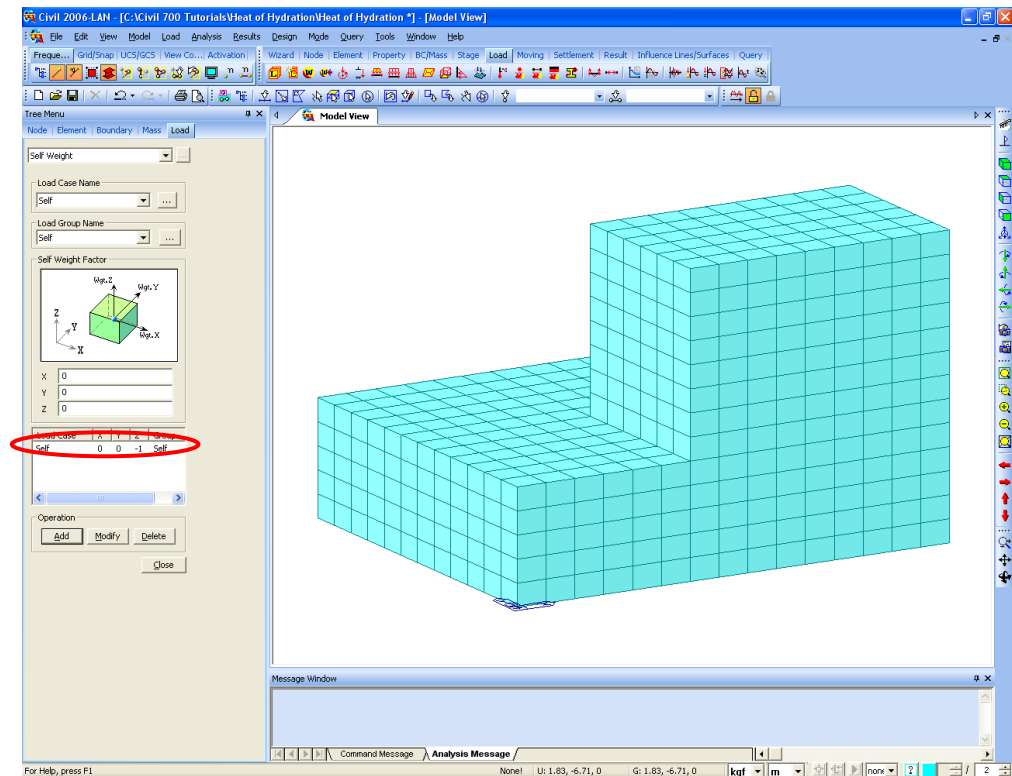 Civil 2006-LAN - [C:\Civil 700 Tutorials\Heat of Hydration\Heat of Hydration *] - [Model View]
File Edit View Model Load Analysis Results Design Mode Query Tools Window Help
Freque... Grid/Snap UCS/GCS View Co... Activation Wizard Node Element Property BC/Mass Stage Load Moving Settlement Result Influence Lines/Surfaces Query
Tree Menu
Model View
Node Element Boundary Mass Load
Self Weight
Load Case Name
Self
Load Group Name
Self
Self Weight Factor
Wgt.Z
Wgt.Y
Z
Y
Wgt.X
X
X 0
Y 0
Z 0
Load Case X Y Z Group
Self 0 0 -1 Self
Operation
Add Modify Delete
Close
Message Window
Command Message Analysis Message
For Help, press F1 None! U: 1.83, -6.71, 0 G: 1.83, -6.71, 0 kgf m none ? / 2